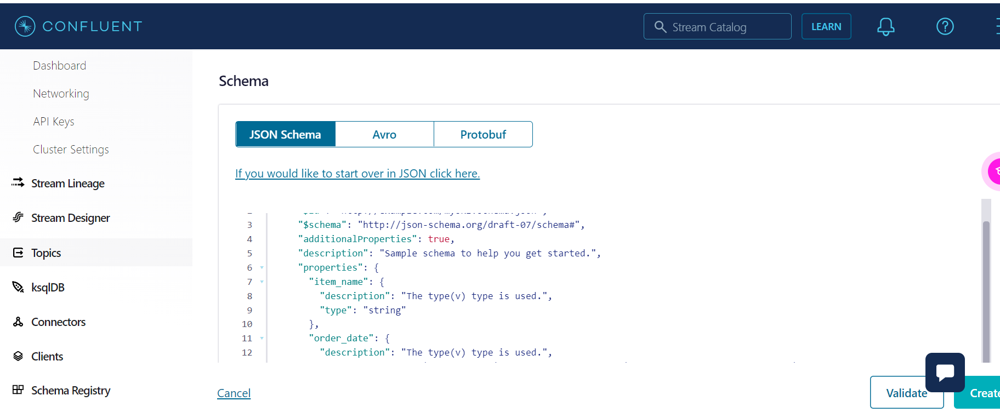 CONFLUENT
Stream Catalog
LEARN
Dashboard
Networking
API Keys
Cluster Settings
Stream Lineage
Stream Designer
Topics
ksqlDB
Connectors
Clients
Schema Registry
Schema
JSON Schema
Avro
Protobuf
If you would like to start over in JSON click here.
3 "$schema": "http://json-schema.org/draft-07/schema#",
4 "additionalProperties": true,
5 "description": "Sample schema to help you get started.",
6 "properties": {
7 "item_name": {
8 "description": "The type(v) type is used.",
9 "type": "string"
10 },
11 "order_date": {
12 "description": "The type(v) type is used.",
Cancel
Validate
Create